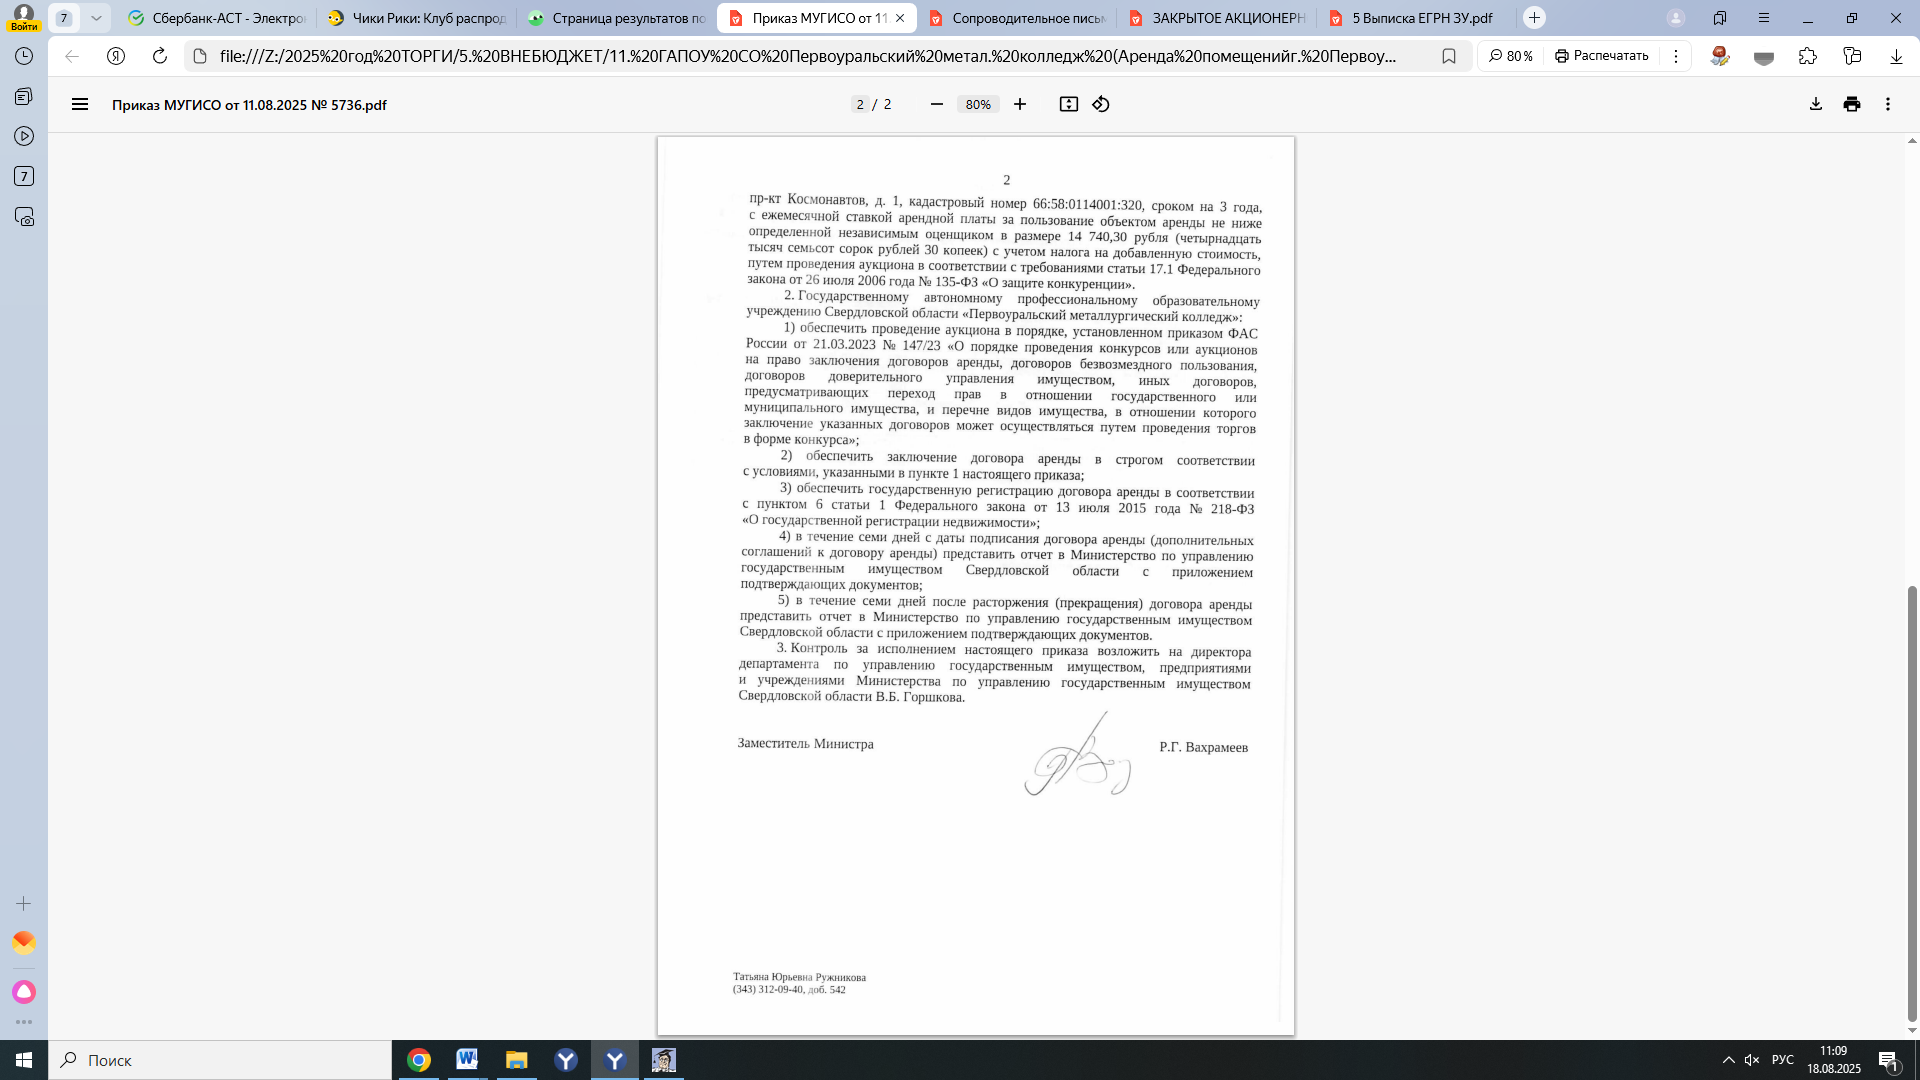 Войти
7
Сбербанк-АСТ - Электрон
Чики Рики: Клуб распрод
Страница результатов по
Приказ МУГИСО от 11.
Сопроводительное письм
ЗАКРЫТОЕ АКЦИОНЕРН
5 Выписка ЕГРН ЗУ.pdf
file:///Z:/2025%20год%20ТОРГИ/5.%20ВНЕБЮДЖЕТ/11.%20ГАПОУ%20СО%20Первоуральский%20метал.%20колледж%20(Аренда%20помещенийг.%20Первоу...
80%
Распечатать
7
Приказ МУГИСО от 11.08.2025 № 5736.pdf
2 / 2
80%
2
пр-кт Космонавтов, д. 1, кадастровый номер 66:58:0114001:320, сроком на 3 года,
с ежемесячной ставкой арендной платы за пользование объектом аренды не ниже
определенной независимым оценщиком в размере 14 740,30 рубля (четырнадцать
тысяч семьсот сорок рублей 30 копеек) с учетом налога на добавленную стоимость,
путем проведения аукциона в соответствии с требованиями статьи 17.1 Федерального
закона от 26 июля 2006 года № 135-ФЗ «О защите конкуренции».
2. Государственному автономному профессиональному образовательному
учреждению Свердловской области «Первоуральский металлургический колледж»:
1) обеспечить проведение аукциона в порядке, установленном приказом ФАС
России от 21.03.2023 № 147/23 «О порядке проведения конкурсов или аукционов
на право заключения договоров аренды, договоров безвозмездного пользования,
договоров доверительного управления имуществом, иных договоров,
предусматривающих переход прав в отношении государственного или
муниципального имущества, и перечне видов имущества, в отношении которого
заключение указанных договоров может осуществляться путем проведения торгов
в форме конкурса»;
2) обеспечить заключение договора аренды в строгом соответствии
с условиями, указанными в пункте 1 настоящего приказа;
3) обеспечить государственную регистрацию договора аренды в соответствии
с пунктом 6 статьи 1 Федерального закона от 13 июля 2015 года № 218-ФЗ
«О государственной регистрации недвижимости»;
4) в течение семи дней с даты подписания договора аренды (дополнительных
соглашений к договору аренды) представить отчет в Министерство по управлению
государственным имуществом Свердловской области с приложением
подтверждающих документов;
5) в течение семи дней после расторжения (прекращения) договора аренды
представить отчет в Министерство по управлению государственным имуществом
Свердловской области с приложением подтверждающих документов.
3. Контроль за исполнением настоящего приказа возложить на директора
департамента по управлению государственным имуществом, предприятиями
и учреждениями Министерства по управлению государственным имуществом
Свердловской области В.Б. Горшкова.
Заместитель Министра
Р.Г. Вахрамеев
Татьяна Юрьевна Ружникова
(343) 312-09-40, доб. 542
Поиск
РУС
11:09
18.08.2025
1